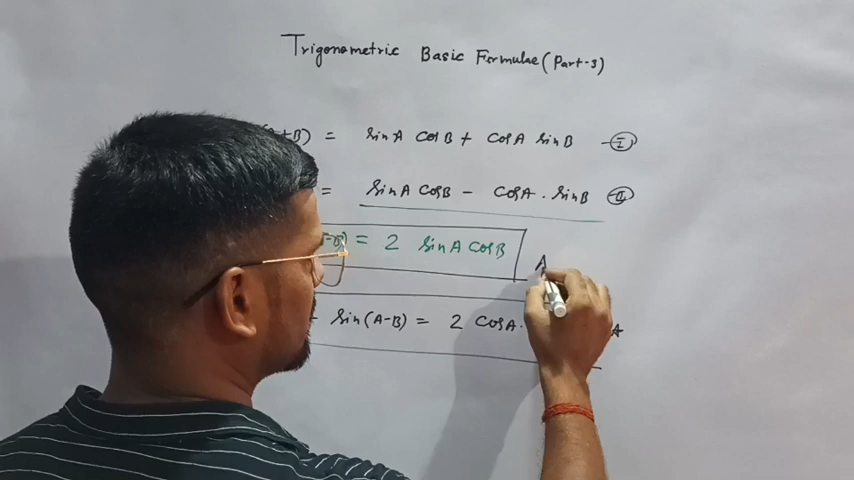 Trigonometric Basic Formulae (Part-3)
+B) = sinA cosB + cosA sinB - I
= sinA cosB - cosA . sinB II
-B) = 2 sinA cosB
A
- sin(A-B) = 2 cosA.